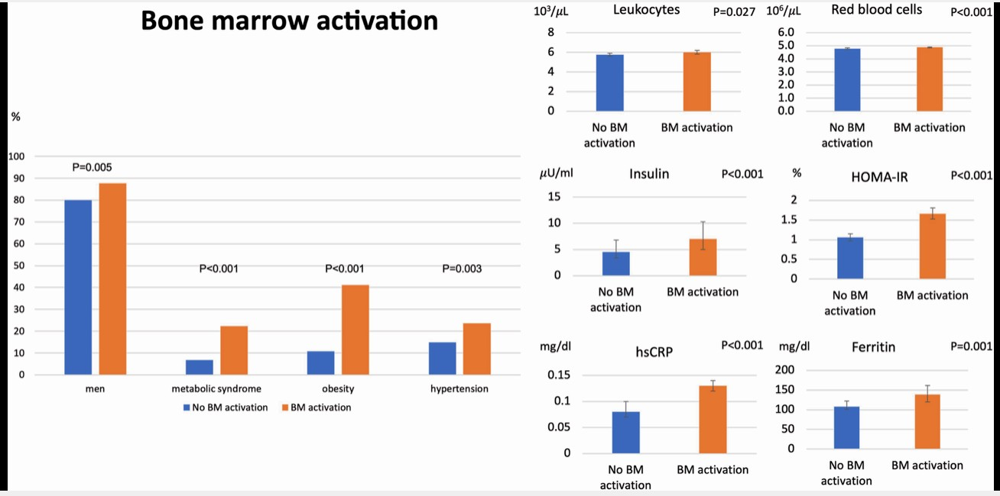 Bone marrow activation
%
100
90
80
70
60
50
40
30
20
10
0
P=0.005
P<0.001
P<0.001
P=0.003
men
metabolic syndrome
obesity
hypertension
No BM activation
BM activation
10³/µL
Leukocytes
P=0.027
8
6
4
2
0
No BM
activation
BM activation
10⁶/µL
Red blood cells
P<0.001
6.0
5.0
4.0
3.0
2.0
1.0
0.0
No BM
activation
BM activation
µU/ml
Insulin
P<0.001
15
10
5
0
No BM
activation
BM activation
%
HOMA-IR
P<0.001
2
1.5
1
0.5
0
No BM
activation
BM activation
mg/dl
hsCRP
P<0.001
0.15
0.1
0.05
0
No BM
activation
BM activation
mg/dl
Ferritin
P=0.001
200
150
100
50
0
No BM
activation
BM activation